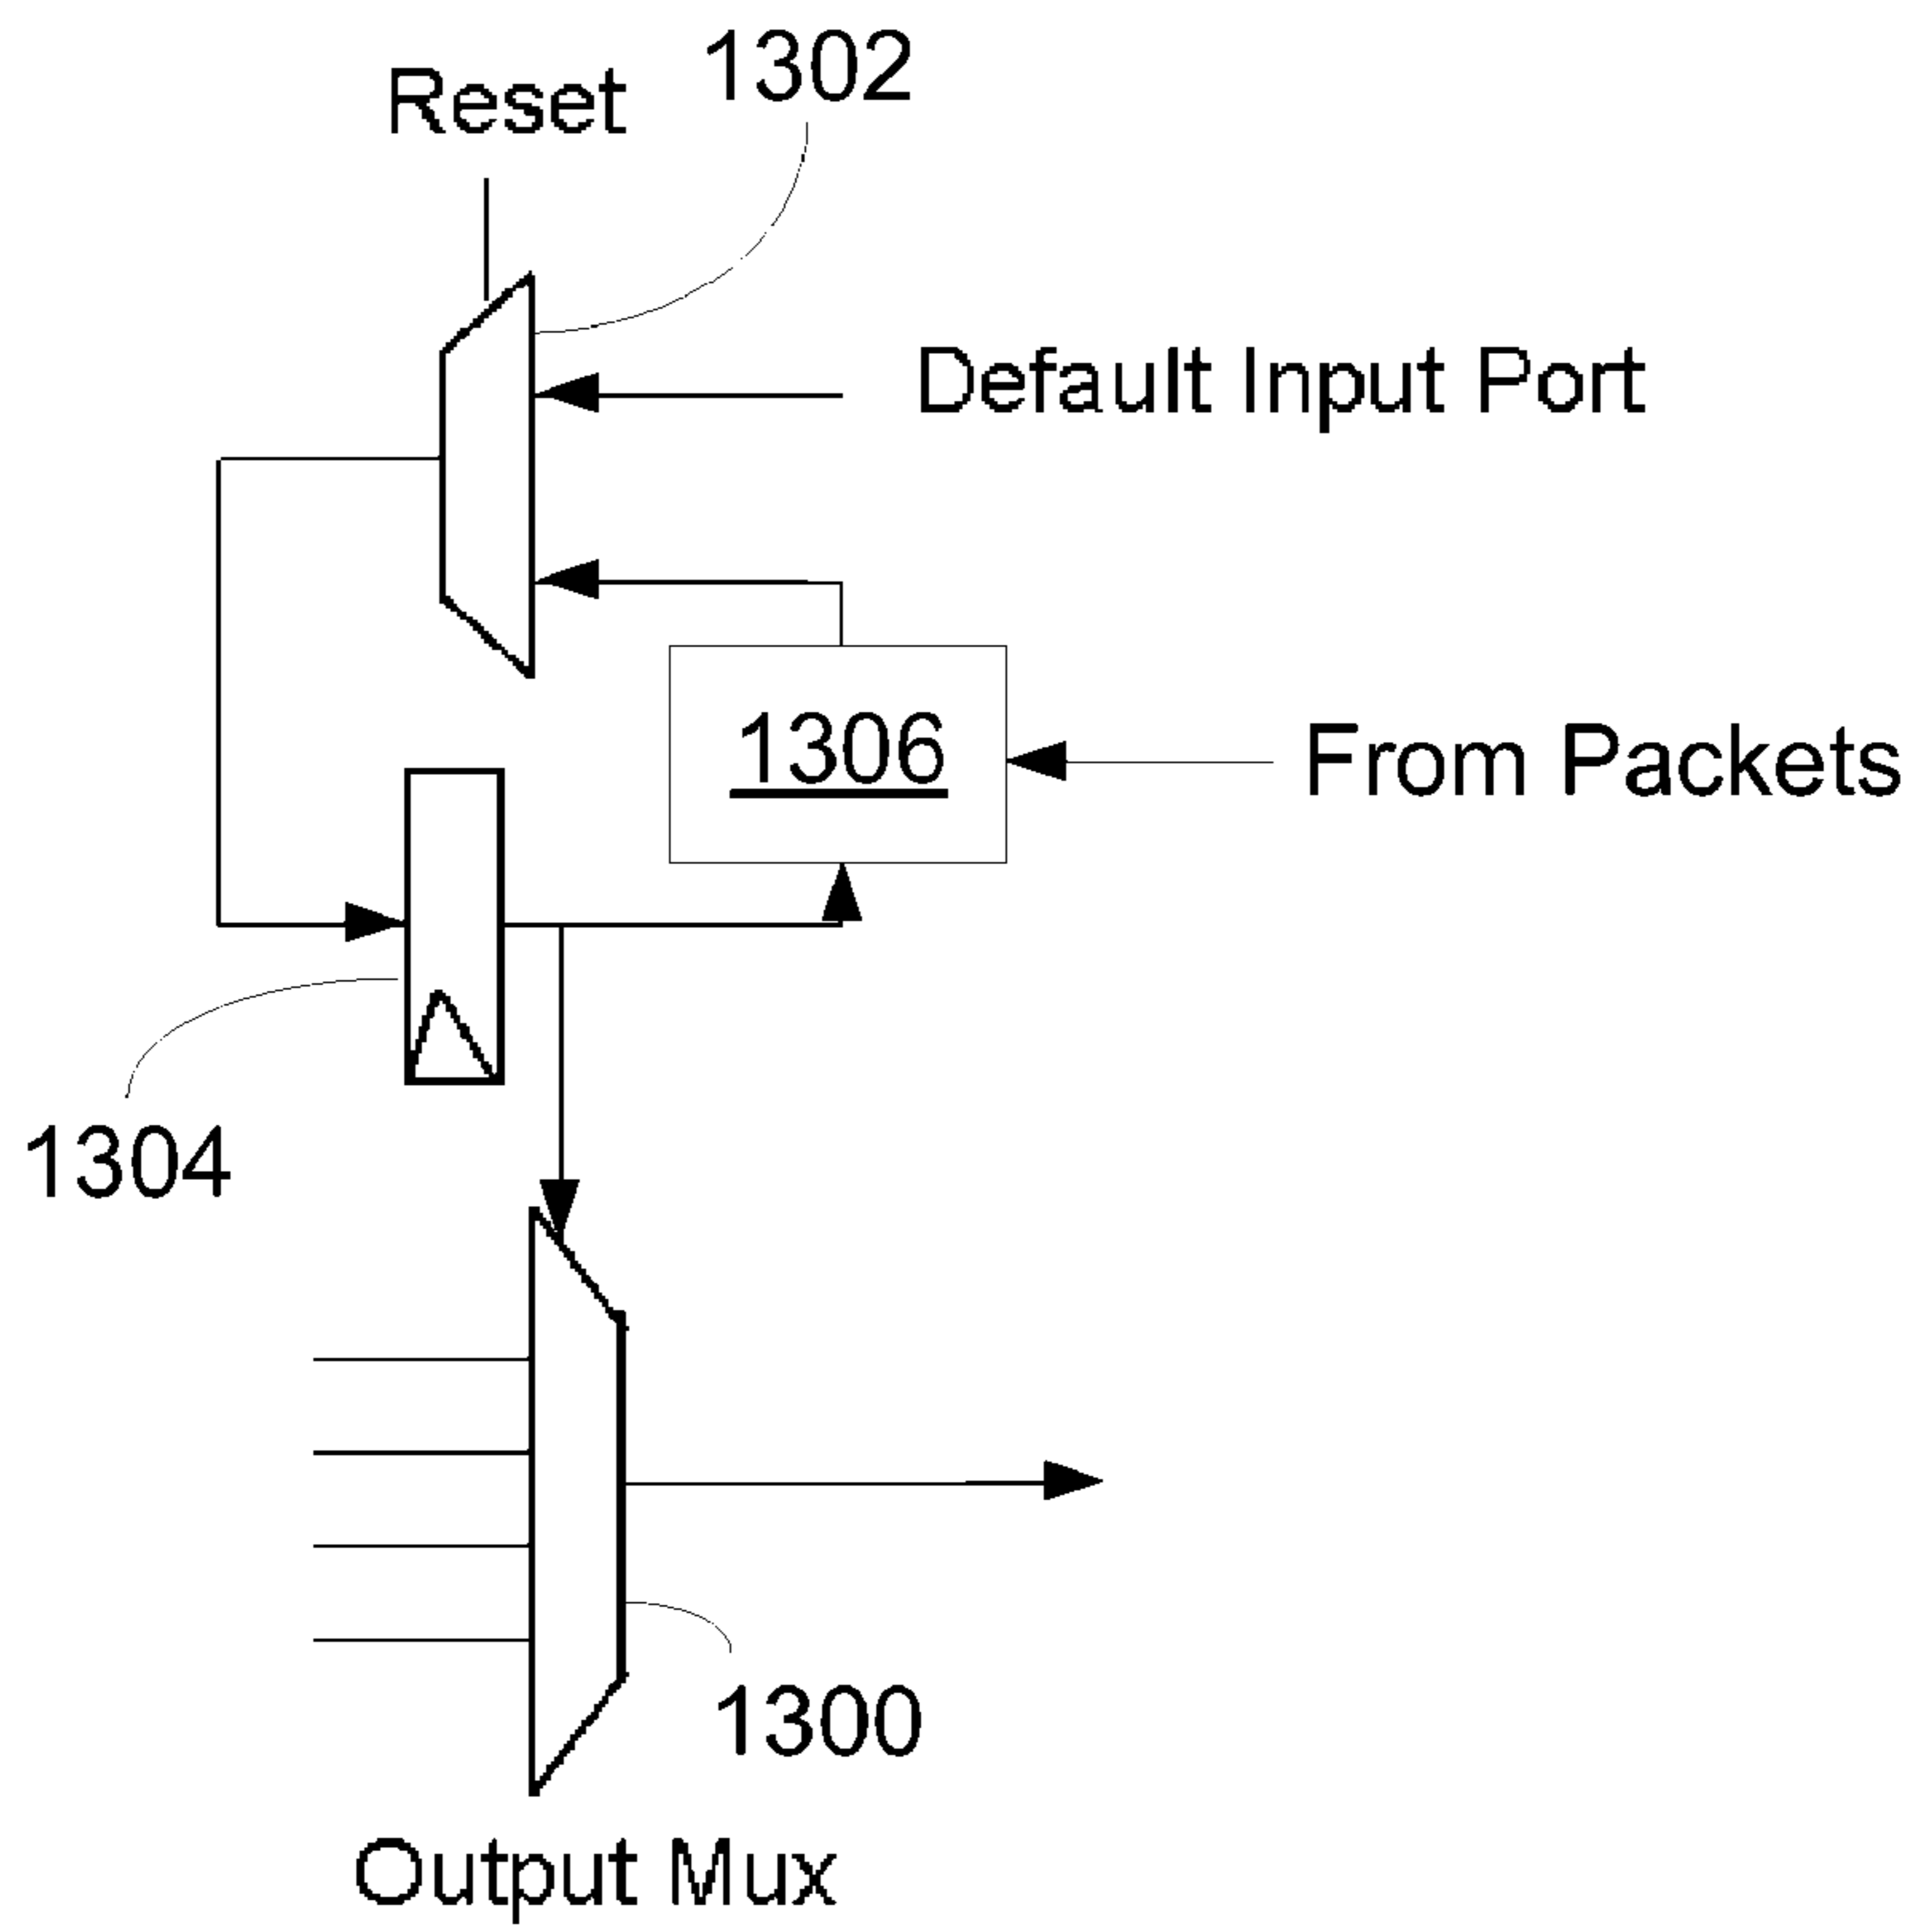 1302
Reset
Default Input Port
1306
From Packets
1304
1300
Output Mux